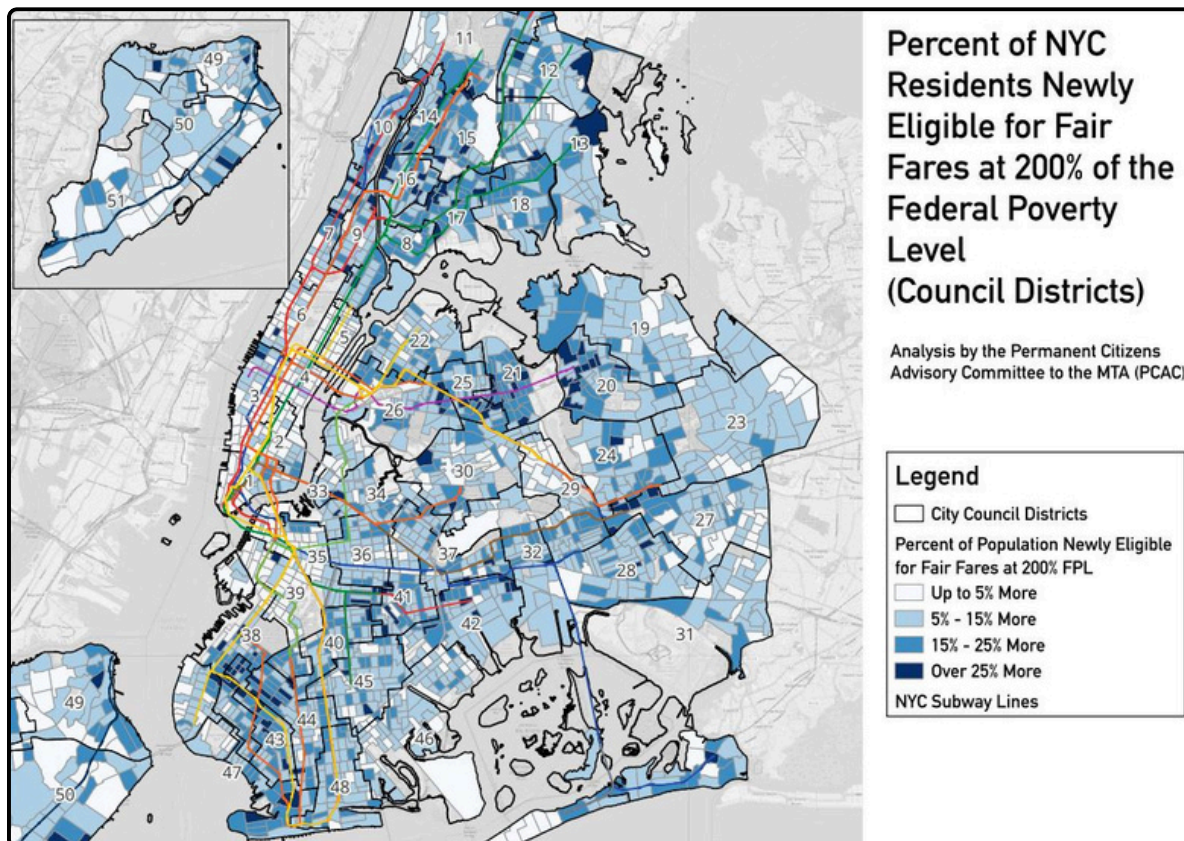 Percent of NYC
Residents Newly
Eligible for Fair
Fares at 200% of the
Federal Poverty
Level
(Council Districts)
Analysis by the Permanent Citizens
Advisory Committee to the MTA (PCAC)
Legend
City Council Districts
Percent of Population Newly Eligible
for Fair Fares at 200% FPL
Up to 5% More
5% - 15% More
15% - 25% More
Over 25% More
NYC Subway Lines
49
50
51
11
12
10
14
15
13
16
7
9
17
18
8
6
5
19
22
4
25
21
20
3
26
23
2
30
24
1
33
34
29
27
35
36
37
32
28
39
41
38
40
42
31
45
44
43
46
47
48
49
50